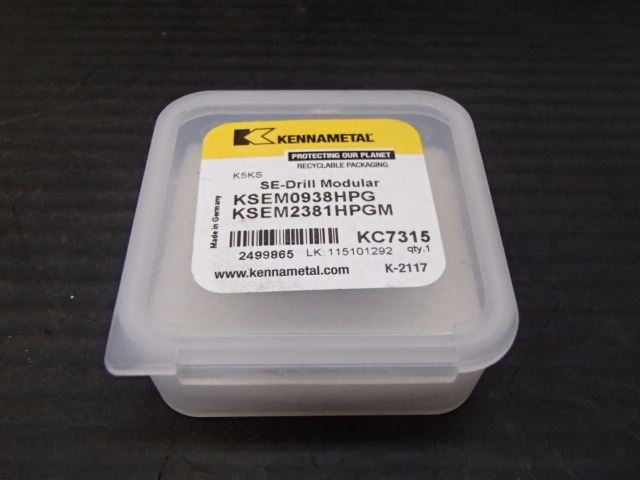 KENNAMETAL
PROTECTING OUR PLANET
RECYCLABLE PACKAGING
K5KS
SE-Drill Modular
KSEM0938HPG
KSEM2381HPGM
Made in Germany
KC7315
2499865 LK: 115101292 qty.1
www.kennametal.com K-2117